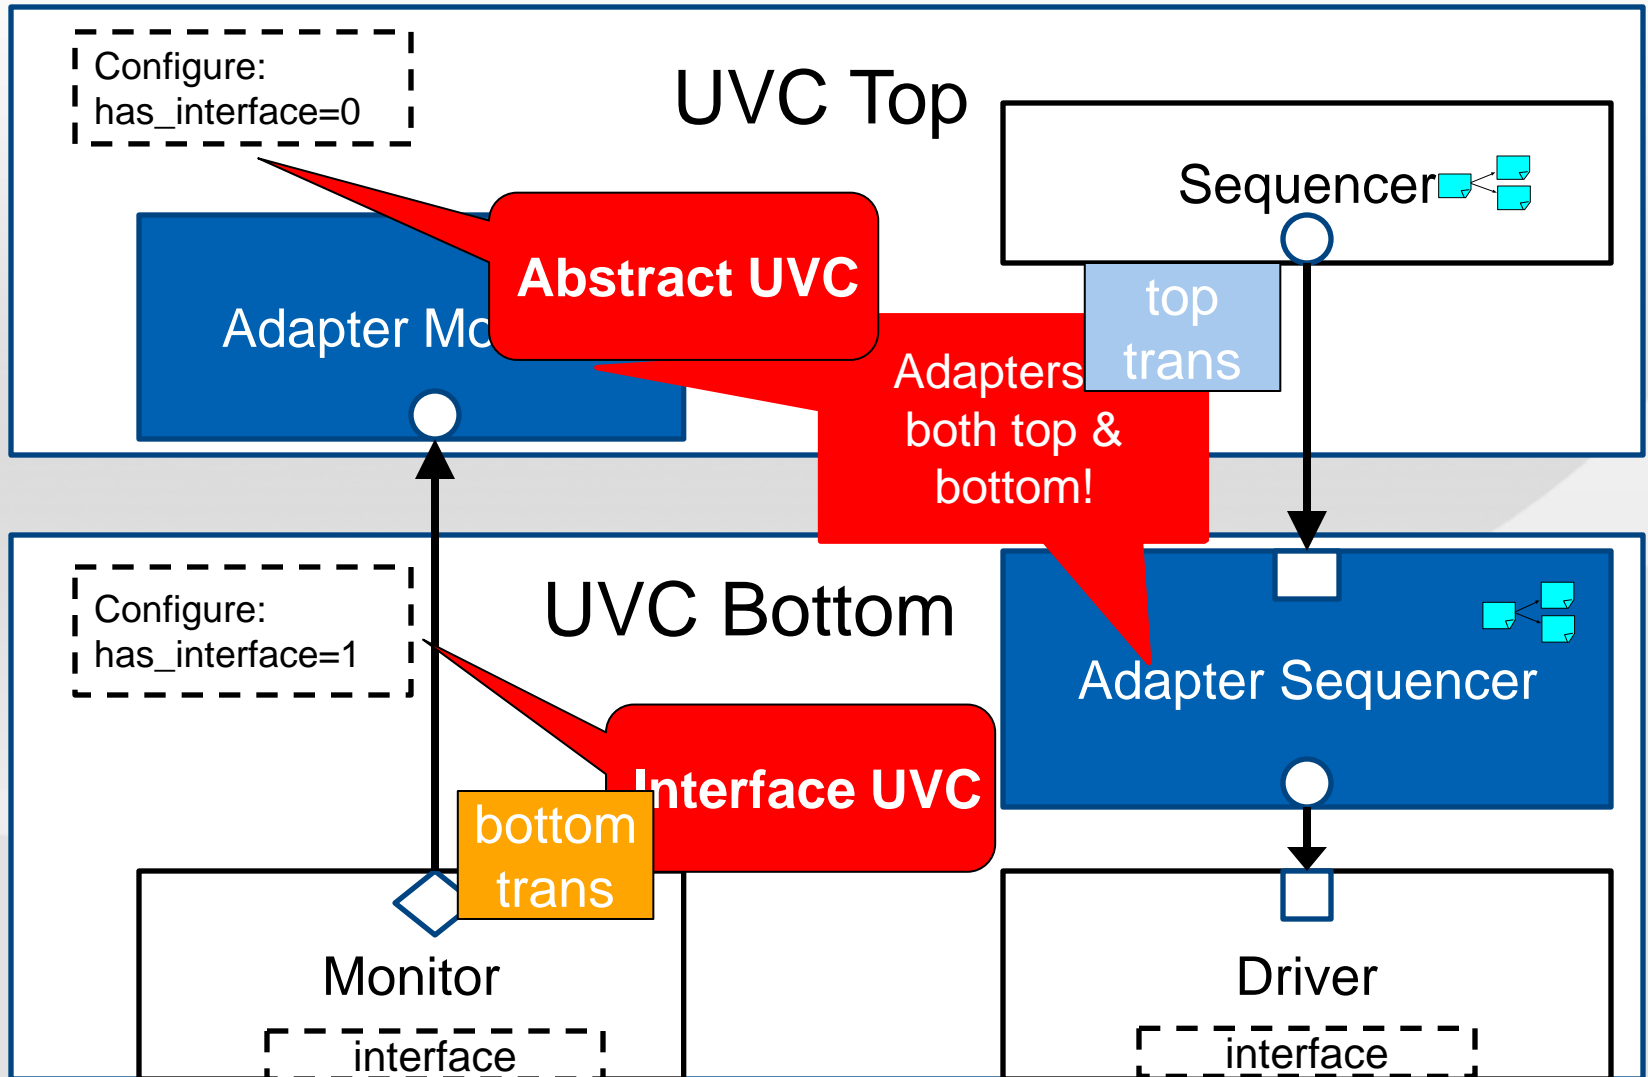 Configure:
has_interface=0
UVC Top
Sequencer
Abstract UVC
Adapter
top
trans
Adapters
both top &
bottom!
Configure:
has_interface=1
UVC Bottom
Adapter Sequencer
Interface UVC
bottom
trans
Monitor
Driver
interface
interface